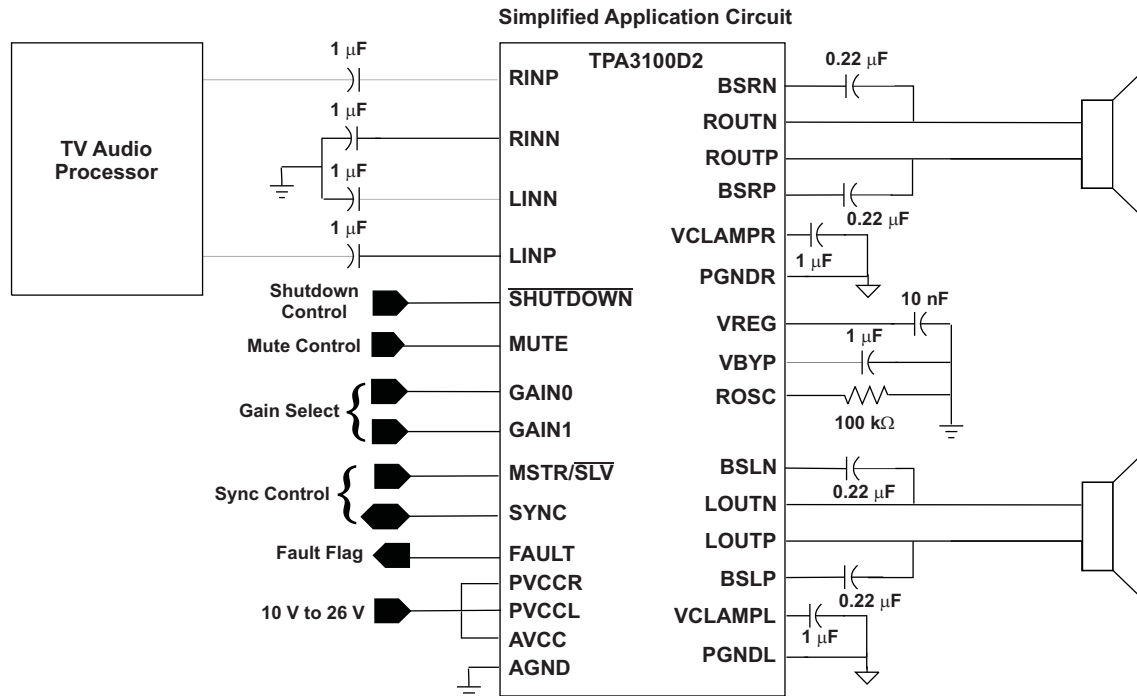 Simplified Application Circuit
TV Audio
Processor
1 μF
1 μF
1 μF
1 μF
Shutdown
Control
Mute Control
Gain Select
Sync Control
Fault Flag
10 V to 26 V
TPA3100D2
RINP
RINN
LINN
LINP
SHUTDOWN
MUTE
GAIN0
GAIN1
MSTR/SLV
SYNC
FAULT
PVCCR
PVCCL
AVCC
AGND
BSRN
ROUTN
ROUTP
BSRP
VCLAMPR
PGNDR
VREG
VBYP
ROSC
BSLN
LOUTN
LOUTP
BSLP
VCLAMPL
PGNDL
0.22 μF
0.22 μF
1 μF
10 nF
1 μF
100 kΩ
0.22 μF
0.22 μF
1 μF